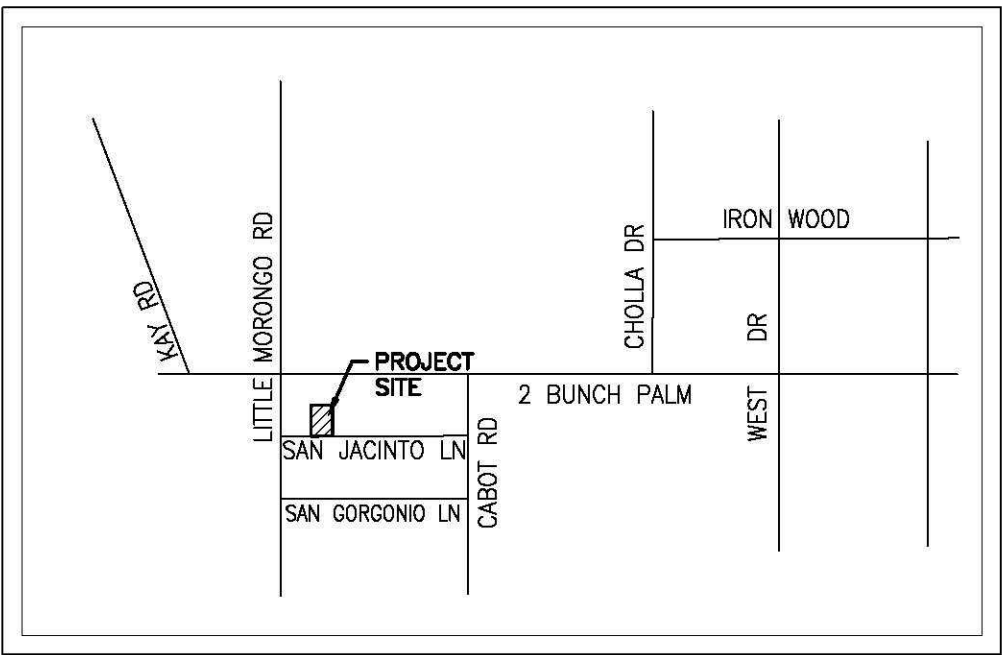 KAY RD
LITTLE MORONGO RD
PROJECT
SITE
SAN JACINTO LN
SAN GORGONIO LN
CABOT RD
2 BUNCH PALM
CHOLLA DR
IRON WOOD
WEST DR